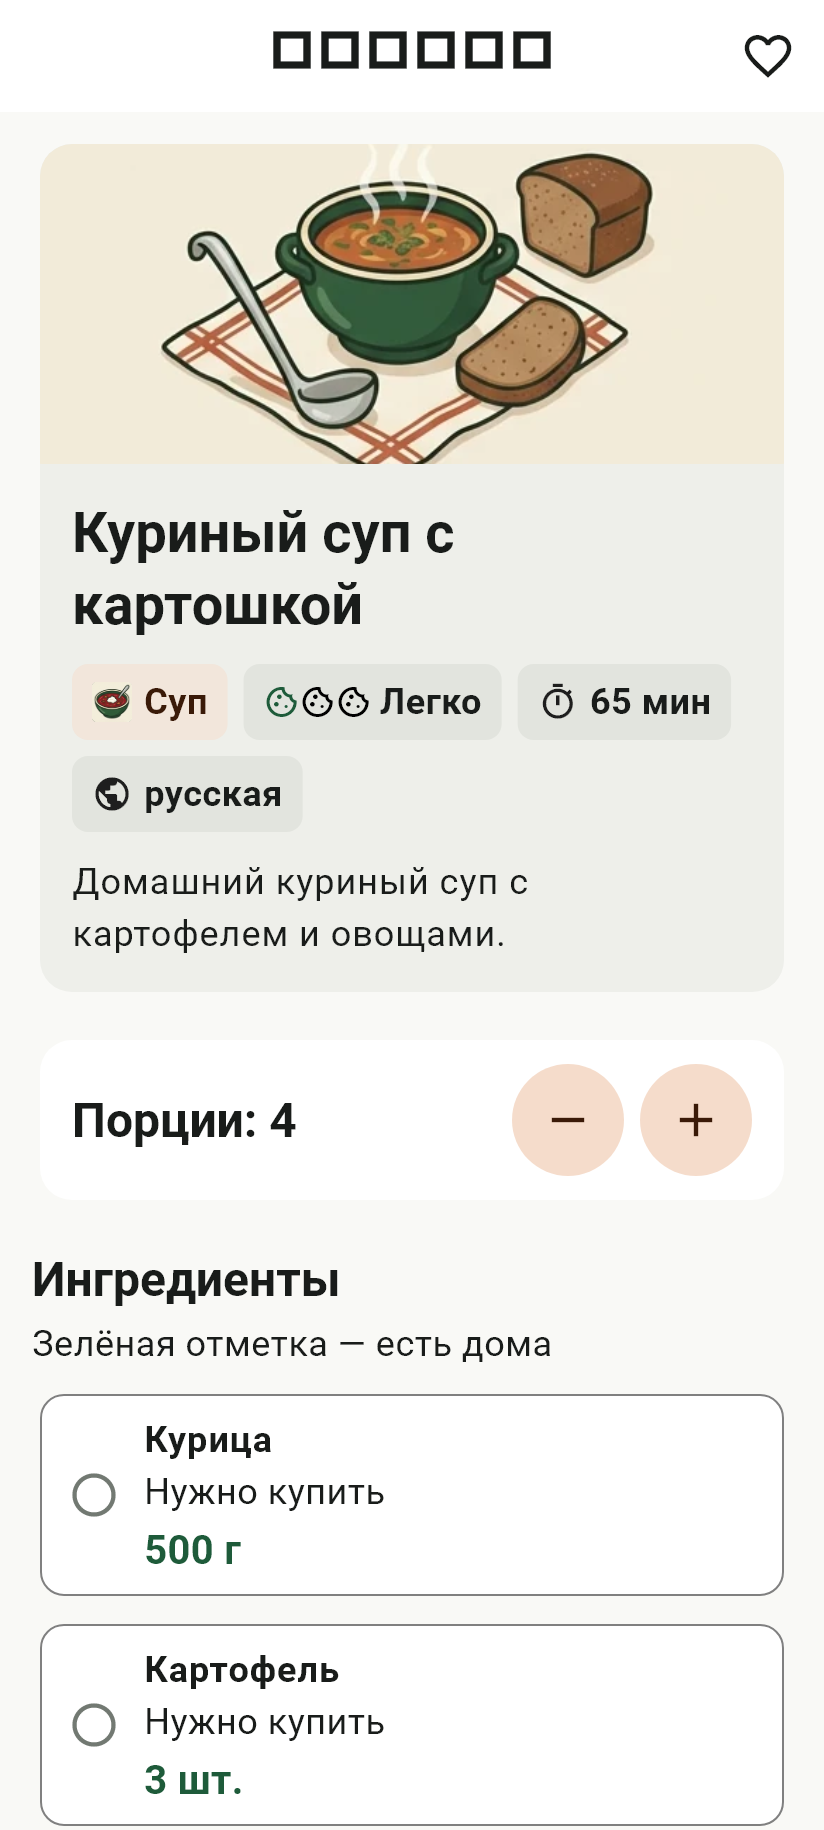 Куриный суп с
картошкой
Суп
Легко
65 мин
русская
Домашний куриный суп с
картофелем и овощами.
Порции: 4
Ингредиенты
Зелёная отметка — есть дома
Курица
Нужно купить
500 г
Картофель
Нужно купить
3 шт.